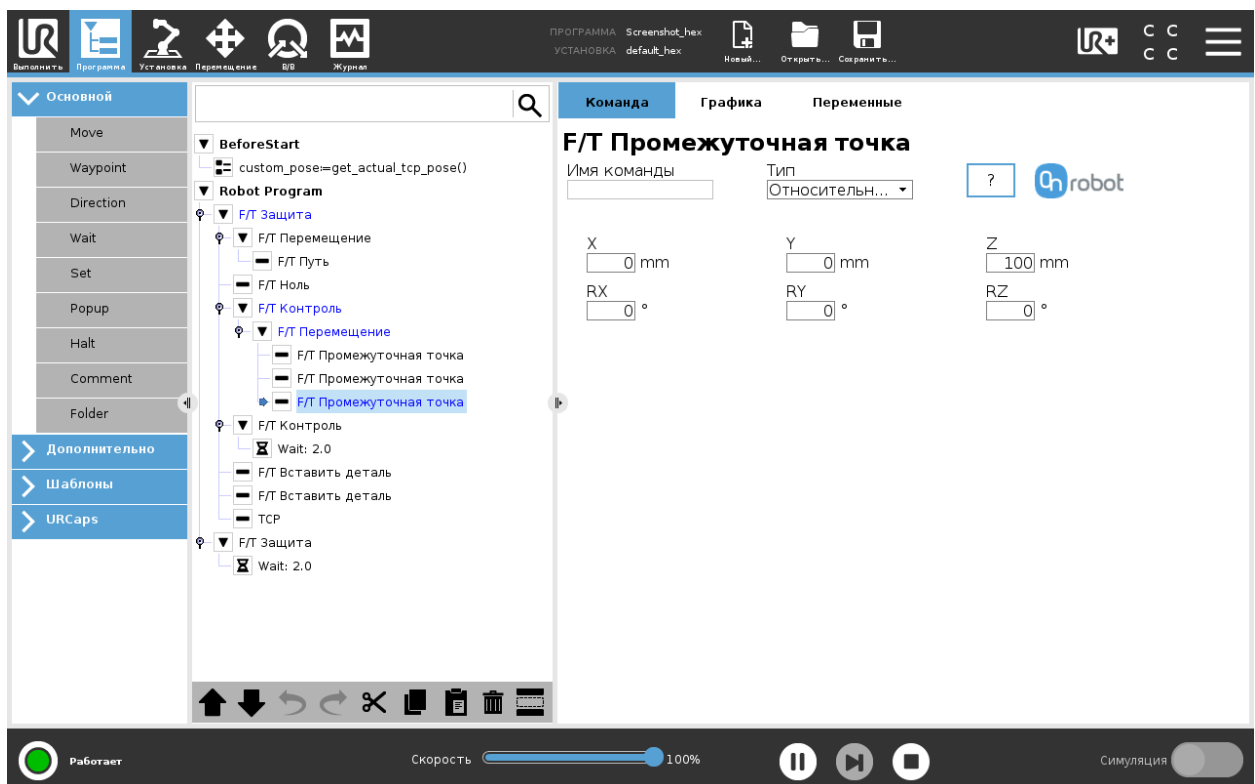 ПРОГРАММА Screenshot_hex
УСТАНОВКА default_hex
Выполнить
Программа
Установка
Перемещение
В/В
Журнал
Новый...
Открыть...
Сохранить...
UR+
C C
C C
Основной
Move
Waypoint
Direction
Wait
Set
Popup
Halt
Comment
Folder
Дополнительно
Шаблоны
URCaps
BeforeStart
custom_pose≔get_actual_tcp_pose()
Robot Program
F/T Защита
F/T Перемещение
F/T Путь
F/T Ноль
F/T Контроль
F/T Перемещение
F/T Промежуточная точка
F/T Промежуточная точка
F/T Промежуточная точка
F/T Контроль
Wait: 2.0
F/T Вставить деталь
F/T Вставить деталь
TCP
F/T Защита
Wait: 2.0
Команда Графика Переменные
F/T Промежуточная точка
Имя команды Тип
Относительн...
?
On robot
X Y Z
0 mm 0 mm 100 mm
RX RY RZ
0 ° 0 ° 0 °
Работает
Скорость 100%
Симуляция